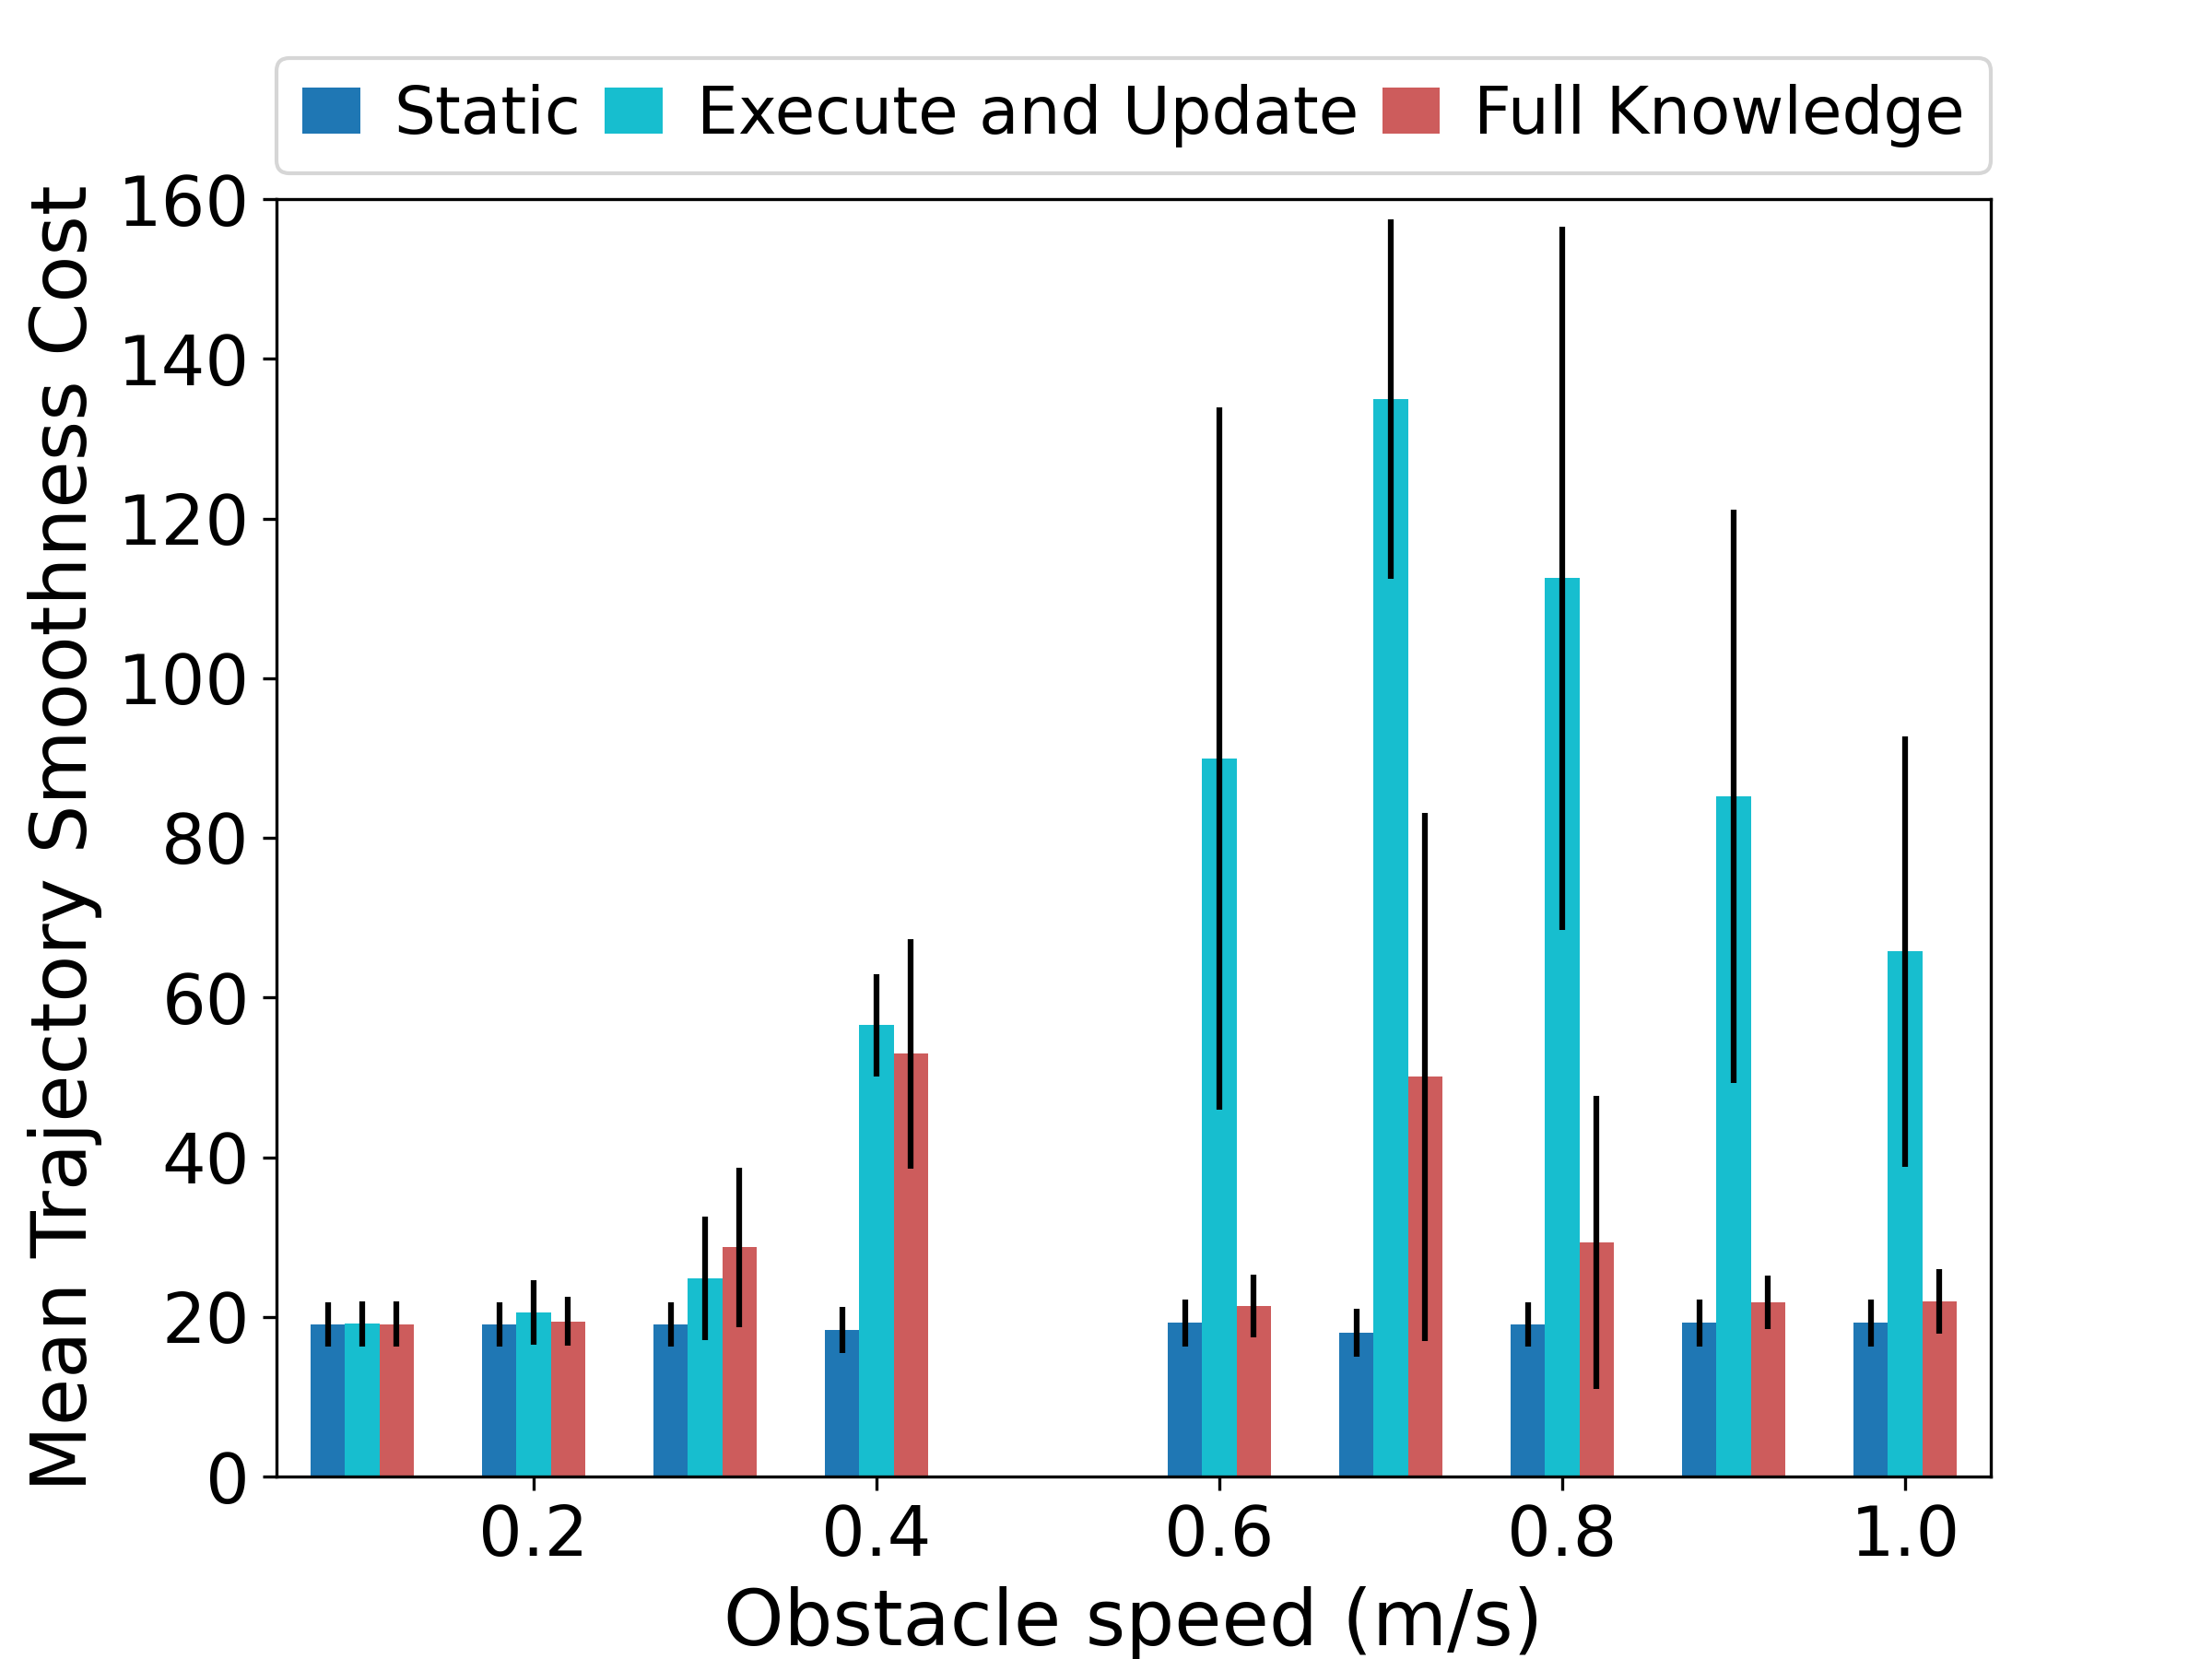 Static Execute and Update Full Knowledge
Mean Trajectory Smoothness Cost
160
140
120
100
80
60
40
20
0
0.2 0.4 0.6 0.8 1.0
Obstacle speed (m/s)